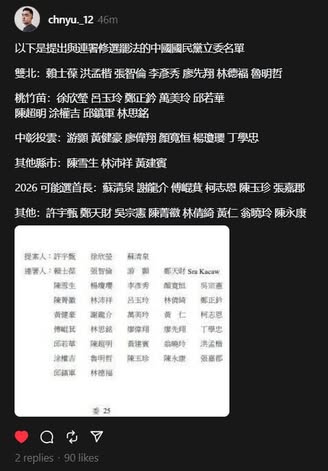 chnyu._12 46m
以下是提出與連署修選罷法的中國國民黨立委名單
雙北：賴士葆 洪孟楷 張智倫 李彥秀 廖先翔 林德福 魯明哲
桃竹苗：徐欣瑩 呂玉玲 鄭正鈐 萬美玲 邱若華
陳超明 涂權吉 邱鎮軍 林思銘
中彰投雲：游顥 黃健豪 廖偉翔 顏寬恒 楊瓊瓔 丁學忠
其他縣市：陳雪生 林沛祥 黃建賓
2026 可能選首長：蘇清泉 謝龍介 傅崐萁 柯志恩 陳玉珍 張嘉郡
其他：許宇甄 鄭天財 吳宗憲 陳菁徽 林倩綺 黃仁 翁曉玲 陳永康
提案人：許宇甄 徐欣瑩 蘇清泉
連署人：賴士葆 張智倫 游顥 鄭天財 Sra Kacaw
陳雪生 楊瓊瓔 李彥秀 顏寬恒 吳宗憲
陳菁徽 林沛祥 呂玉玲 林倩綺 鄭正鈐
黃健豪 謝龍介 萬美玲 黃仁 柯志恩
傅崐萁 林思銘 廖偉翔 廖先翔 丁學忠
邱若華 陳超明 黃建賓 翁曉玲 洪孟楷
涂權吉 魯明哲 陳玉珍 陳永康 張嘉郡
邱鎮軍 林德福
委 25
2 replies · 90 likes